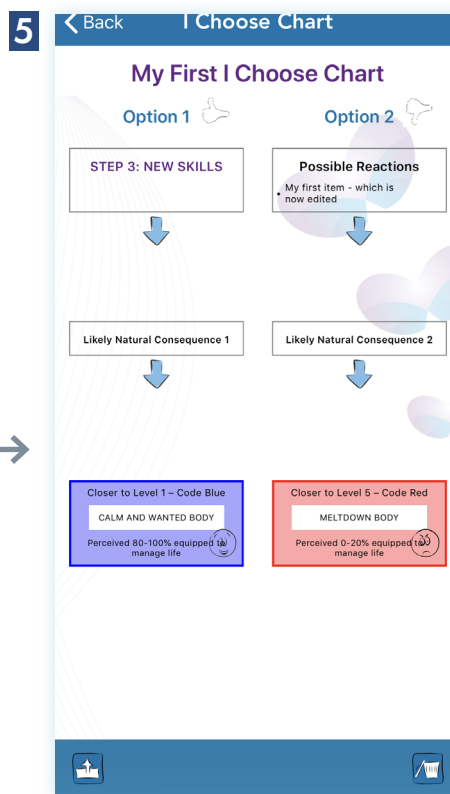 5
Back
I Choose Chart
My First I Choose Chart
Option 1
Option 2
STEP 3: NEW SKILLS
Possible Reactions
• My first item - which is
now edited
Likely Natural Consequence 1
Likely Natural Consequence 2
Closer to Level 1 – Code Blue
CALM AND WANTED BODY
Perceived 80-100% equipped to
manage life
Closer to Level 5 – Code Red
MELTDOWN BODY
Perceived 0-20% equipped to
manage life